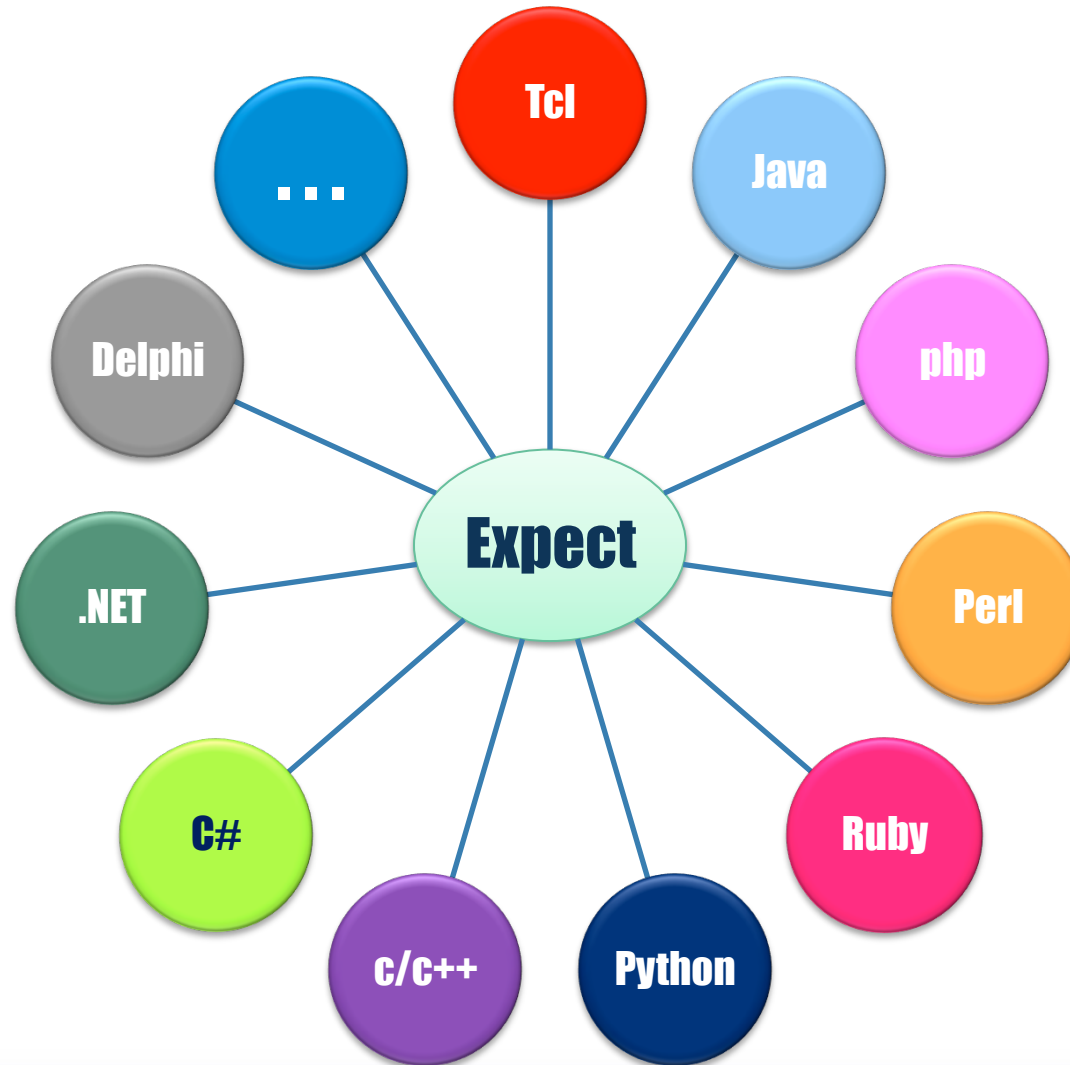 Tcl
Java
php
Perl
Ruby
Python
c/c++
C#
.NET
Delphi
...
Expect